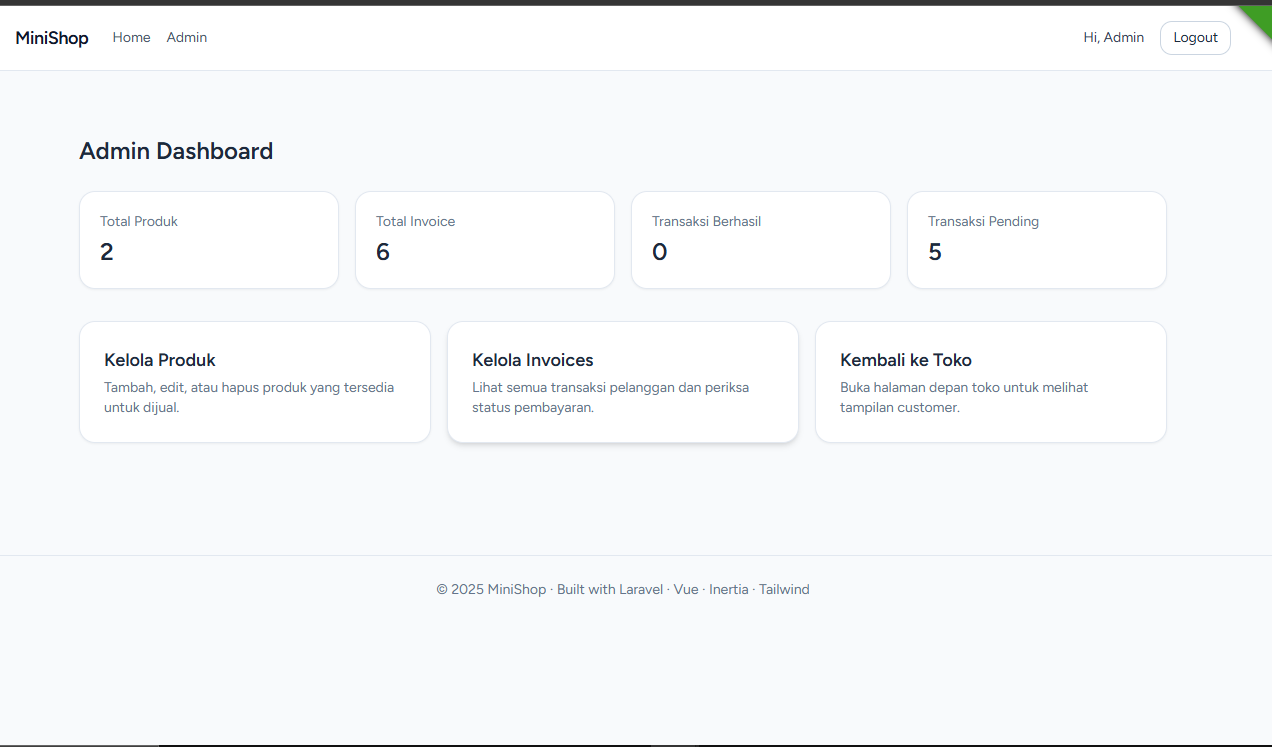 MiniShop Home Admin Hi, Admin Logout
Admin Dashboard
Total Produk
2
Total Invoice
6
Transaksi Berhasil
0
Transaksi Pending
5
Kelola Produk
Tambah, edit, atau hapus produk yang tersedia
untuk dijual.
Kelola Invoices
Lihat semua transaksi pelanggan dan periksa
status pembayaran.
Kembali ke Toko
Buka halaman depan toko untuk melihat
tampilan customer.
© 2025 MiniShop · Built with Laravel · Vue · Inertia · Tailwind